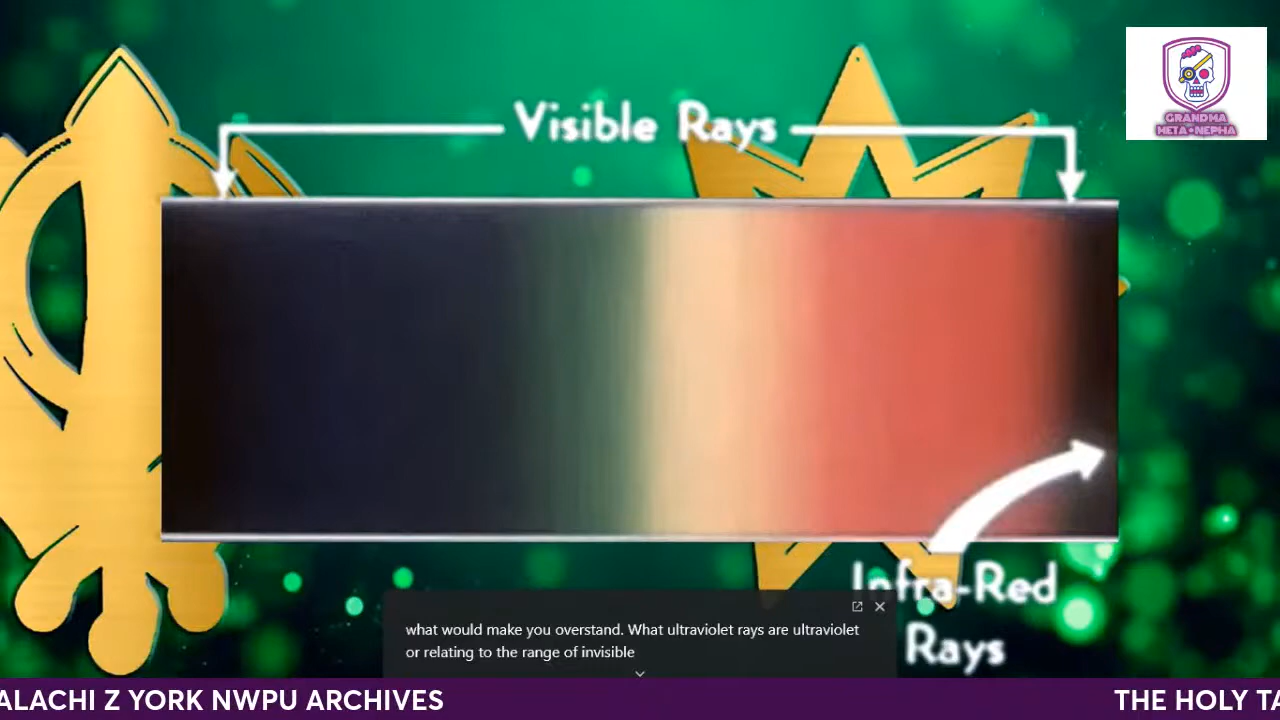 GRANDMA
META•NEPHA
Visible Rays
Infra-Red
Rays
what would make you overstand. What ultraviolet rays are ultraviolet
or relating to the range of invisible
ALACHI Z YORK NWPU ARCHIVES
THE HOLY TA